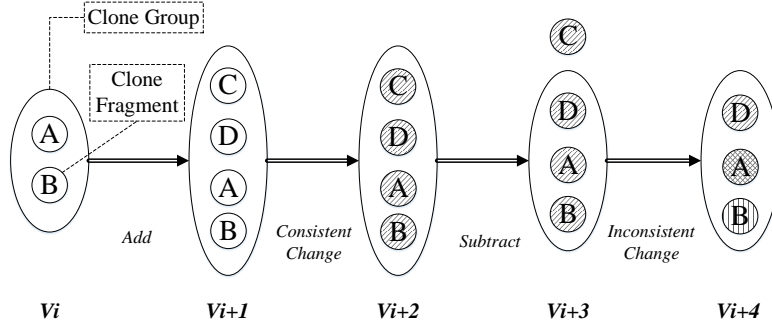 Clone Group
Clone
Fragment
A
B
C
D
A
B
C
D
A
B
C
D
A
B
D
A
B
Add
Consistent
Change
Subtract
Inconsistent
Change
Vi
Vi+1
Vi+2
Vi+3
Vi+4